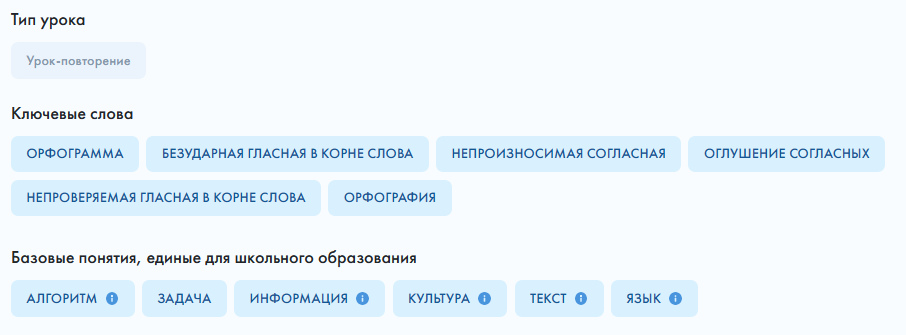 Тип урока
Урок-повторение
Ключевые слова
ОРФОГРАММА БЕЗУДАРНАЯ ГЛАСНАЯ В КОРНЕ СЛОВА НЕПРОИЗНОСИМАЯ СОГЛАСНАЯ ОГЛУШЕНИЕ СОГЛАСНЫХ
НЕПРОВЕРЯЕМАЯ ГЛАСНАЯ В КОРНЕ СЛОВА ОРФОГРАФИЯ
Базовые понятия, единые для школьного образования
АЛГОРИТМ ЗАДАЧА ИНФОРМАЦИЯ КУЛЬТУРА ТЕКСТ ЯЗЫК